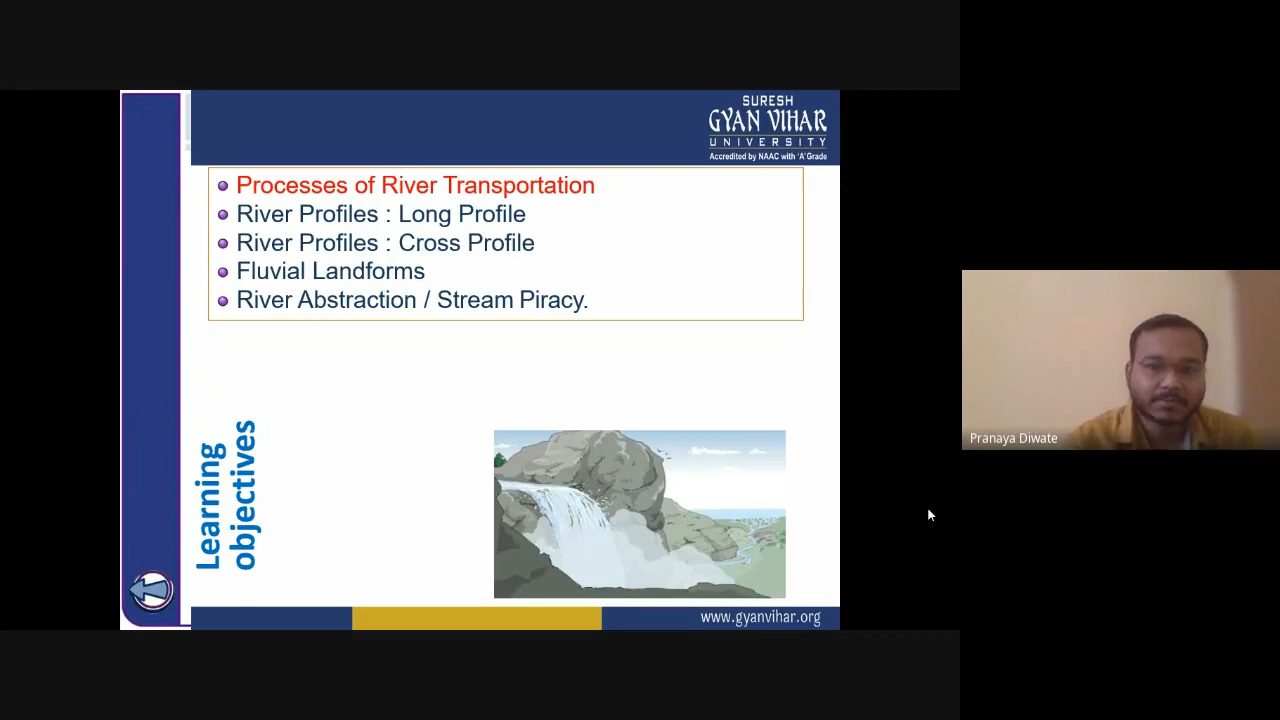 SURESH
GYAN VIHAR
UNIVERSITY
Accredited by NAAC with 'A' Grade
Processes of River Transportation
River Profiles : Long Profile
River Profiles : Cross Profile
Fluvial Landforms
River Abstraction / Stream Piracy.
Learning
objectives
Pranaya Diwate
www.gyanvihar.org